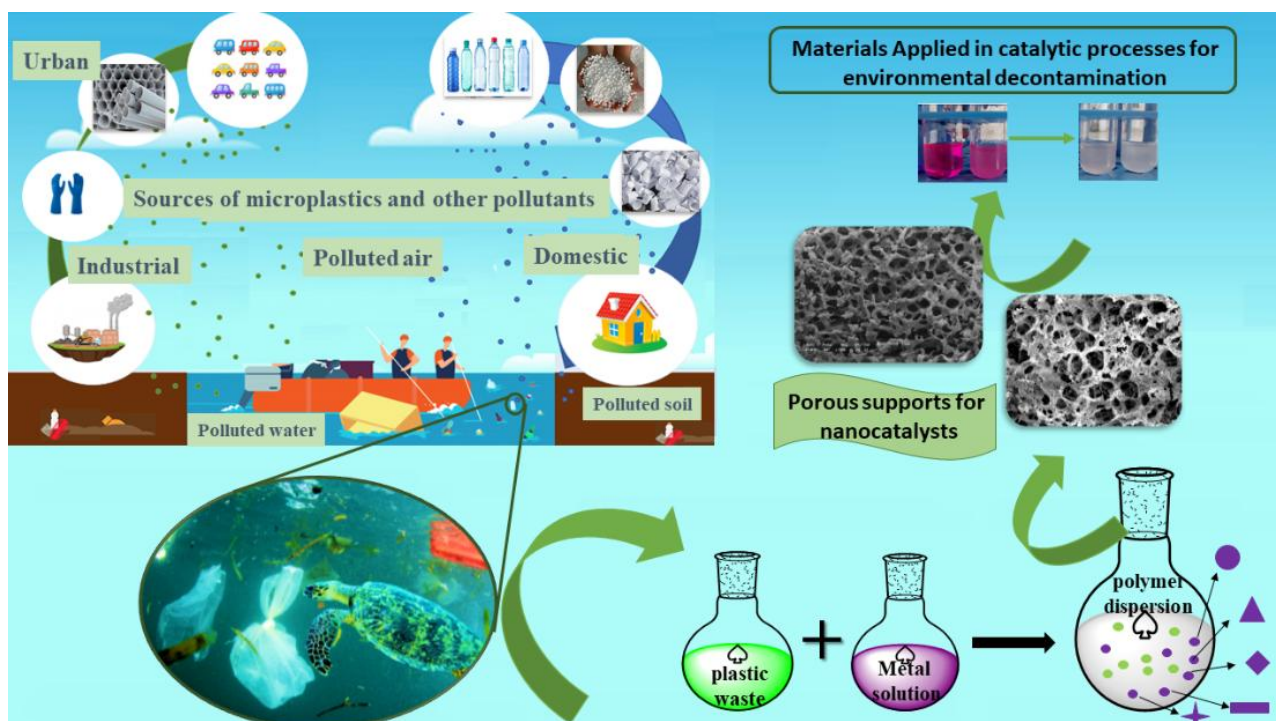 Urban
Sources of microplastics and other pollutants
Industrial
Polluted air
Domestic
Polluted soil
Polluted water
Materials Applied in catalytic processes for
environmental decontamination
Porous supports for
nanocatalysts
plastic
waste
Metal
solution
polymer
dispersion